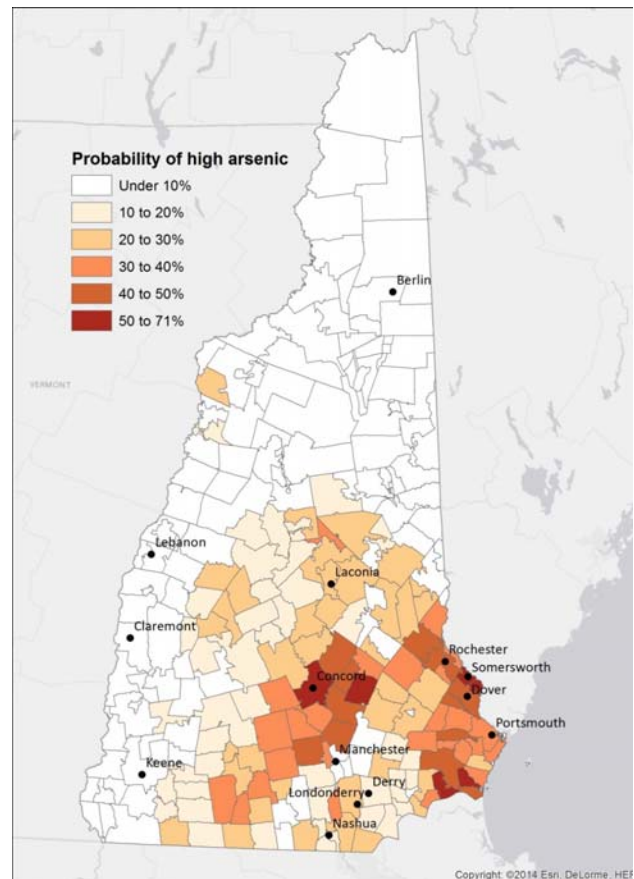 Probability of high arsenic
Under 10%
10 to 20%
20 to 30%
30 to 40%
40 to 50%
50 to 71%
Berlin
VERMONT
Lebanon
Laconia
Claremont
Rochester
Somersworth
Concord
Dover
Portsmouth
Manchester
Keene
Derry
Londonderry
Nashua
Copyright: ©2014 Esri, DeLorme, HER